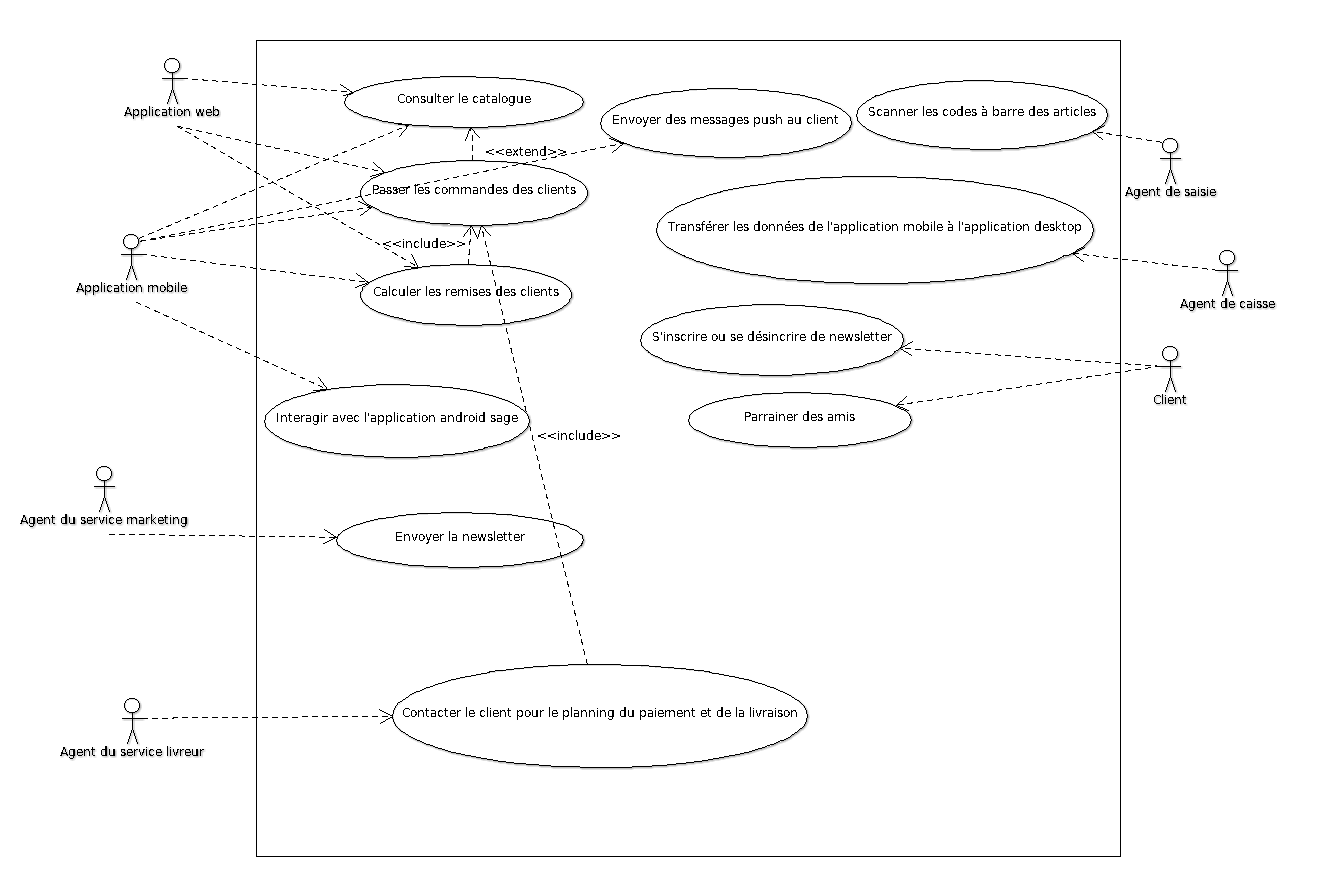 Application web
Consulter le catalogue
Envoyer des messages push au client
Scanner les codes à barre des articles
<<extend>>
Passer les commandes des clients
Agent de saisie
Transférer les données de l'application mobile à l'application desktop
<<include>>
Application mobile
Calculer les remises des clients
Agent de caisse
S'inscrire ou se désincrire de newsletter
Client
Interagir avec l'application android sage
Parrainer des amis
<<include>>
Agent du service marketing
Envoyer la newsletter
Contacter le client pour le planning du paiement et de la livraison
Agent du service livreur